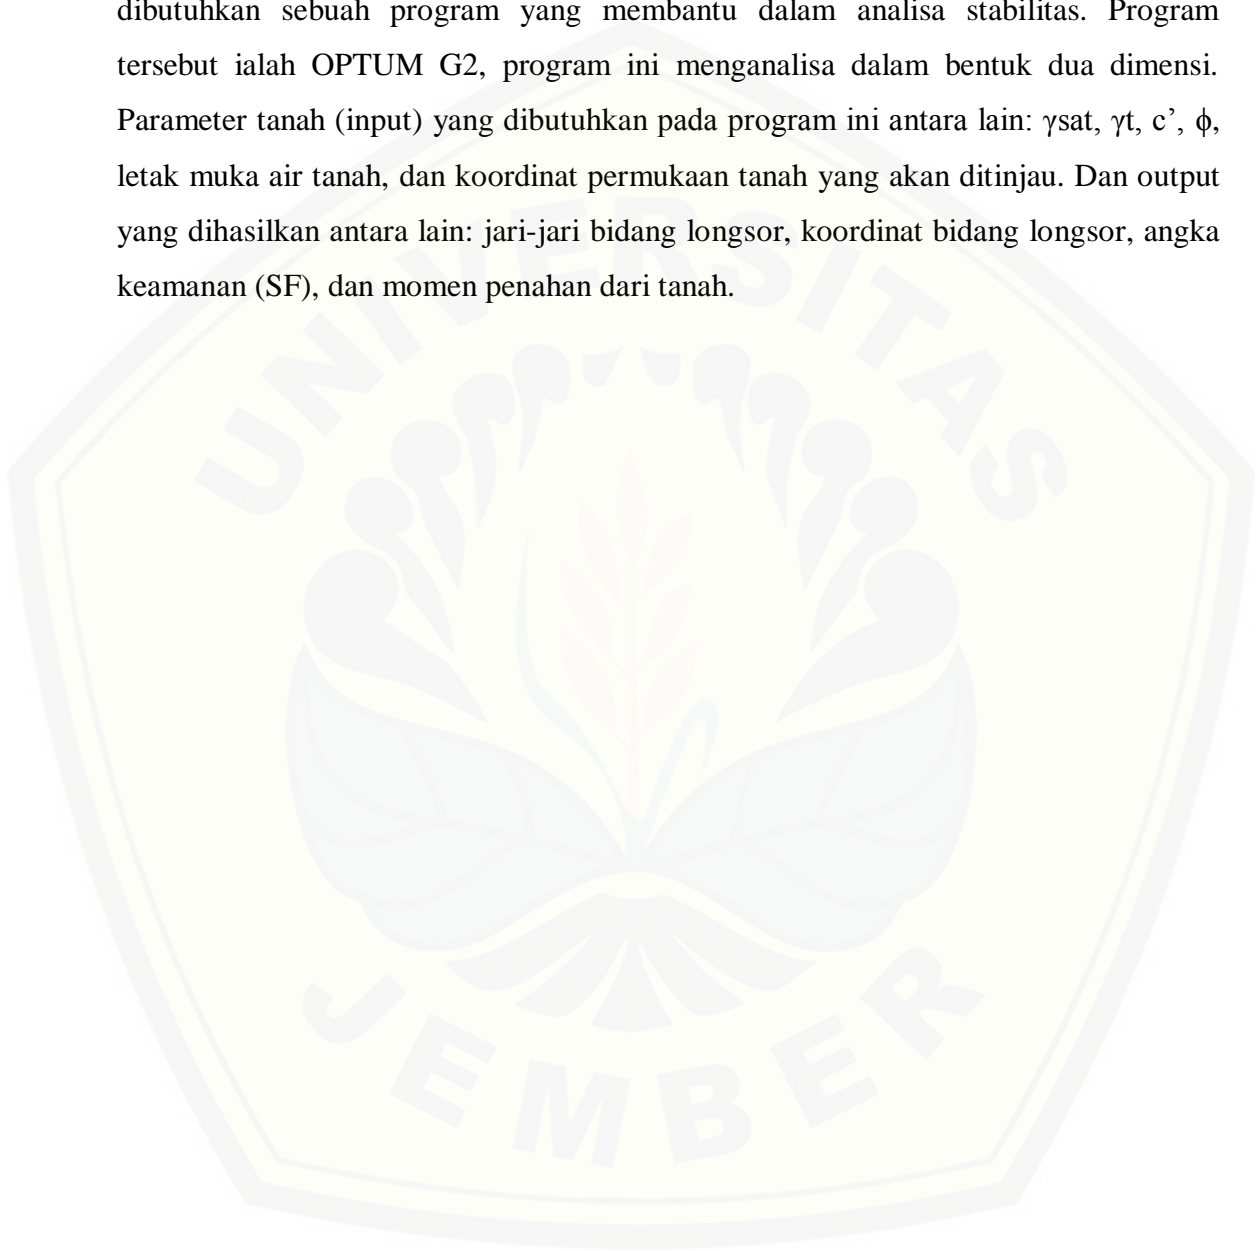 dibutuhkan sebuah program yang membantu dalam analisa stabilitas. Program
tersebut ialah OPTUM G2, program ini menganalisa dalam bentuk dua dimensi.
Parameter tanah (input) yang dibutuhkan pada program ini antara lain: γsat, γt, c’, ϕ,
letak muka air tanah, dan koordinat permukaan tanah yang akan ditinjau. Dan output
yang dihasilkan antara lain: jari-jari bidang longsor, koordinat bidang longsor, angka
keamanan (SF), dan momen penahan dari tanah.
UNIVERSITAS
JEMBER